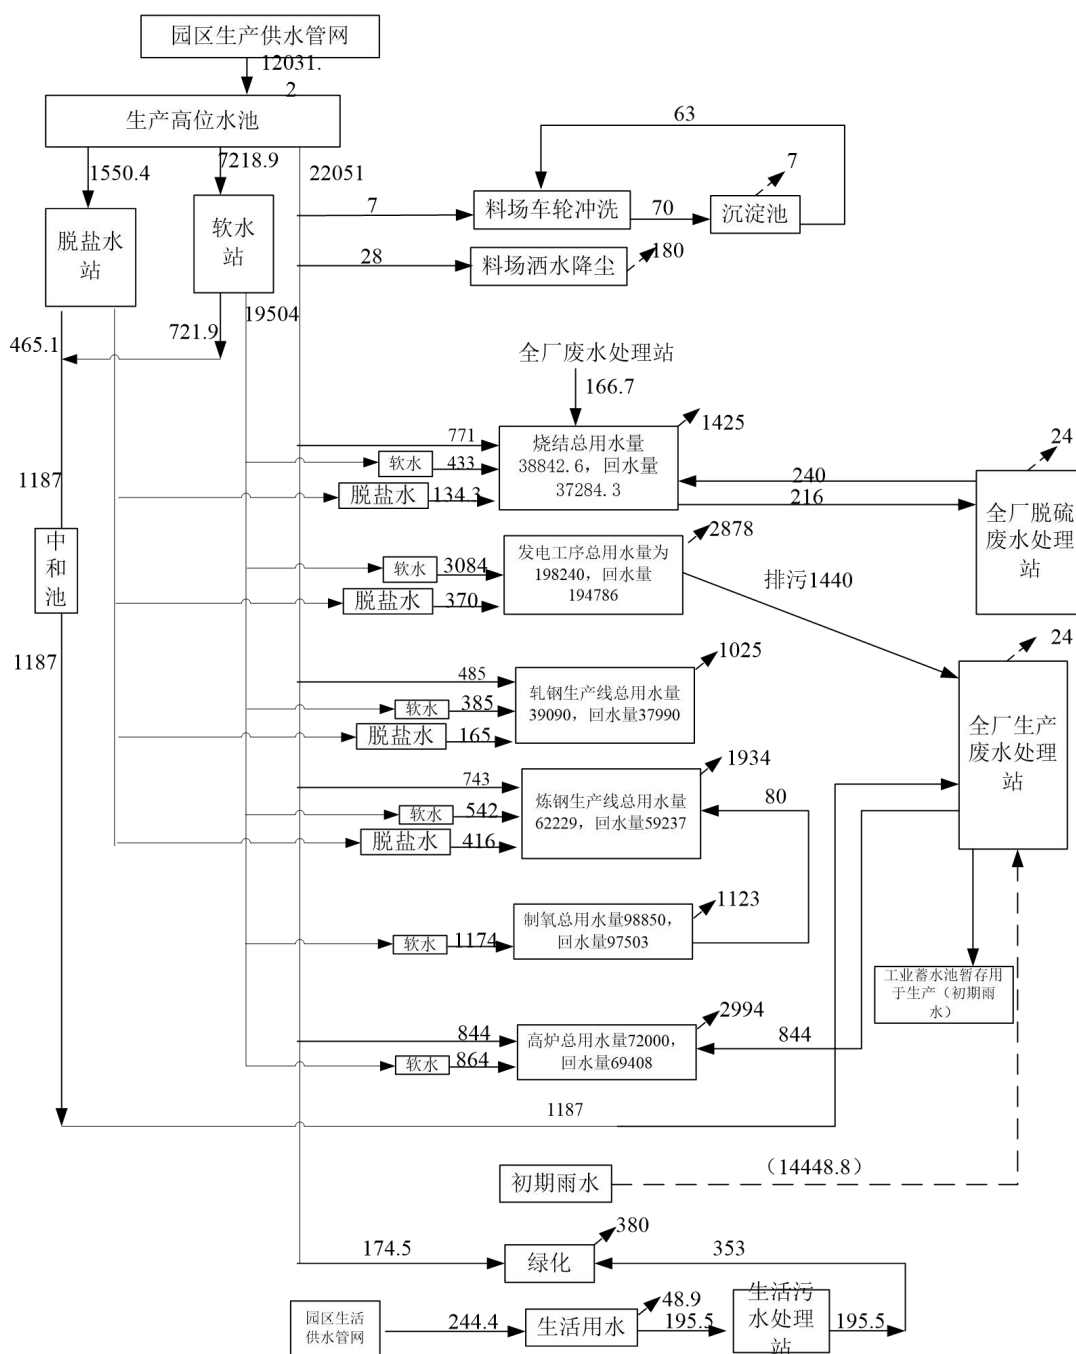 园区生产供水管网
12031.
2
生产高位水池
1550.4
7218.9
22051
63
7
料场车轮冲洗
70
沉淀池
7
脱盐水
站
软水
站
28
料场洒水降尘
180
19504
465.1
721.9
全厂废水处理站
166.7
771
烧结总用水量
38842.6，回水量
37284.3
1425
软水
433
脱盐水
134.3
240
216
24
全厂脱硫
废水处理
站
1187
中
和
池
软水
3084
发电工序总用水量为
198240，回水量
194786
2878
脱盐水
370
排污1440
1187
485
轧钢生产线总用水量
39090，回水量37990
1025
软水
385
脱盐水
165
24
全厂生产
废水处理
站
743
炼钢生产线总用水量
62229，回水量59237
1934
软水
542
脱盐水
416
80
软水
1174
制氧总用水量98850，
回水量97503
1123
工业蓄水池暂存用
于生产（初期雨
水）
844
高炉总用水量72000，
回水量69408
2994
844
软水
864
1187
初期雨水
（14448.8）
174.5
绿化
380
353
园区生活
供水管网
244.4
生活用水
48.9
195.5
生活污
水处理
站
195.5